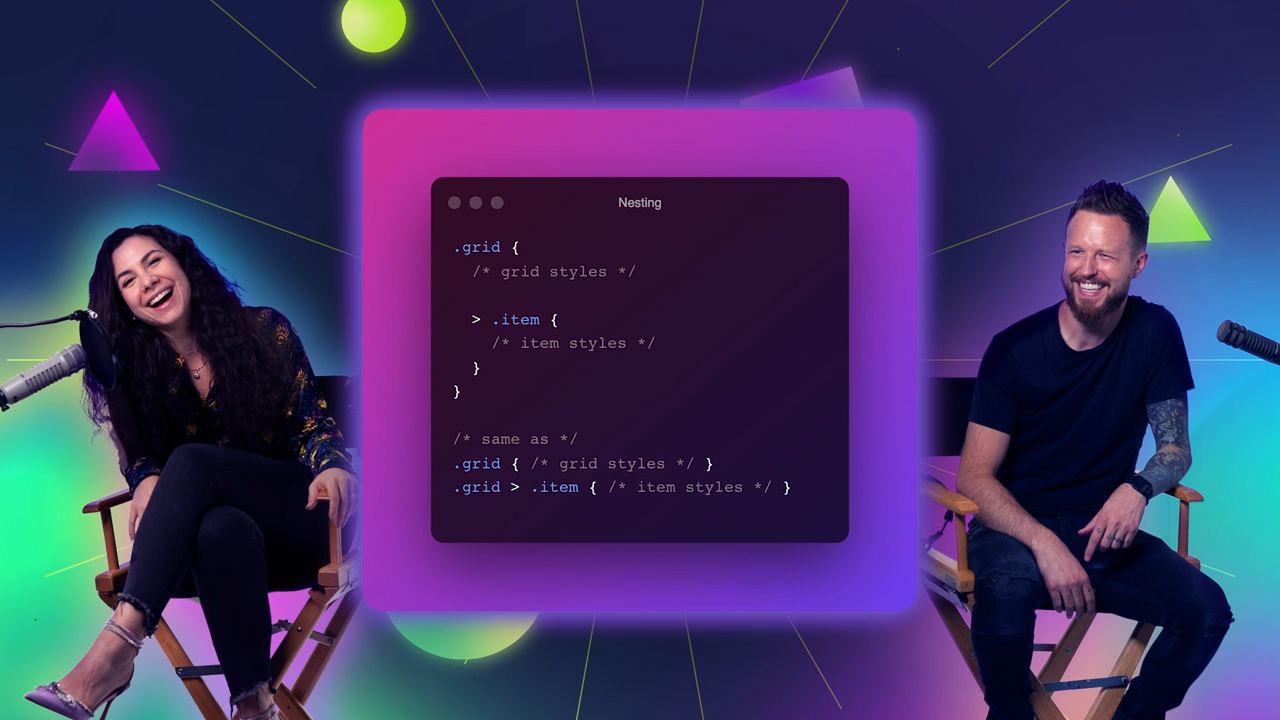 Nesting
.grid {
/* grid styles */
> .item {
/* item styles */
}
}
/* same as */
.grid { /* grid styles */ }
.grid > .item { /* item styles */ }